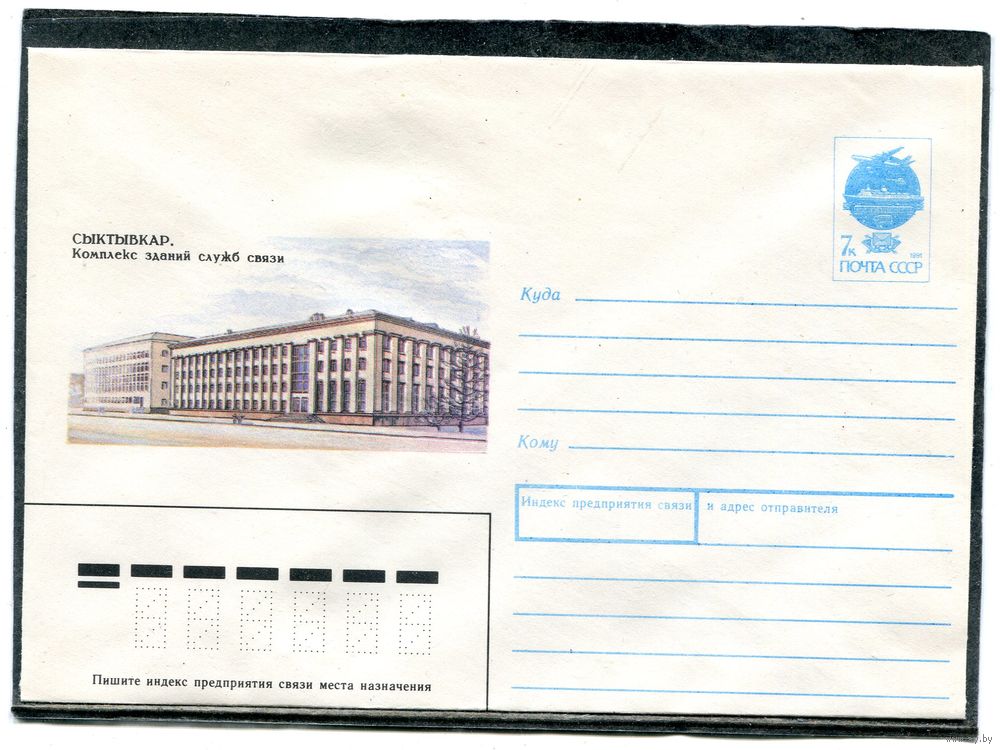 СЫКТЫВКАР.
Комплекс зданий служб связи
7к
1991
ПОЧТА СССР
Куда
Кому
Индекс предприятия связи и адрес отправителя
Пишите индекс предприятия связи места назначения